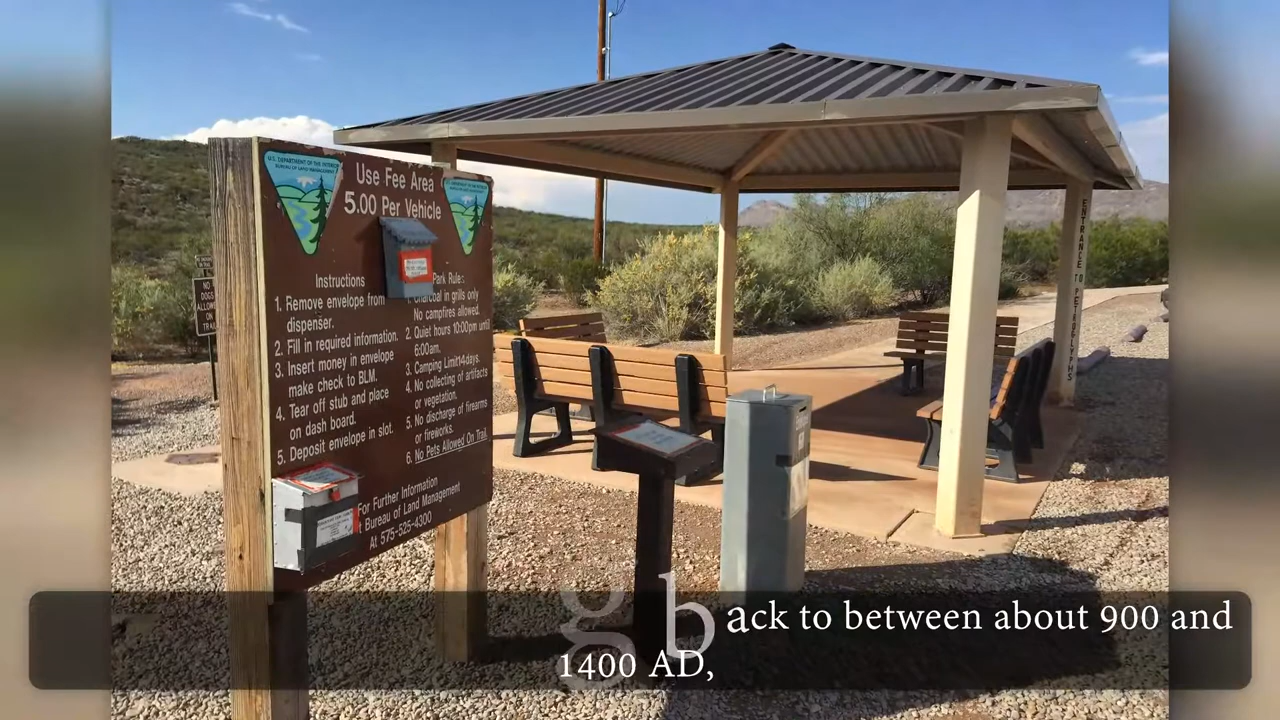 U.S. DEPARTMENT OF THE INTERIOR
BUREAU OF LAND MANAGEMENT
Use Fee Area
5.00 Per Vehicle
Instructions
1. Remove envelope from
dispenser.
2. Fill in required information.
3. Insert money in envelope
make check to BLM.
4. Tear off stub and place
on dash board.
5. Deposit envelope in slot.
Park Rules
1. Charcoal in grills only
No campfires allowed.
2. Quiet hours 10:00pm until
6:00am.
3. Camping Limit14days.
4. No collecting of artifacts
or vegetation.
5. No discharge of firearms
or fireworks.
6. No Pets Allowed On Trail
For Further Information
t Bureau of Land Management
At 575-525-4300
NO
DOGS
ALLOWED
ON
TRAIL
ENTRANCE TO PETROGLYPHS
g back to between about 900 and
1400 AD,